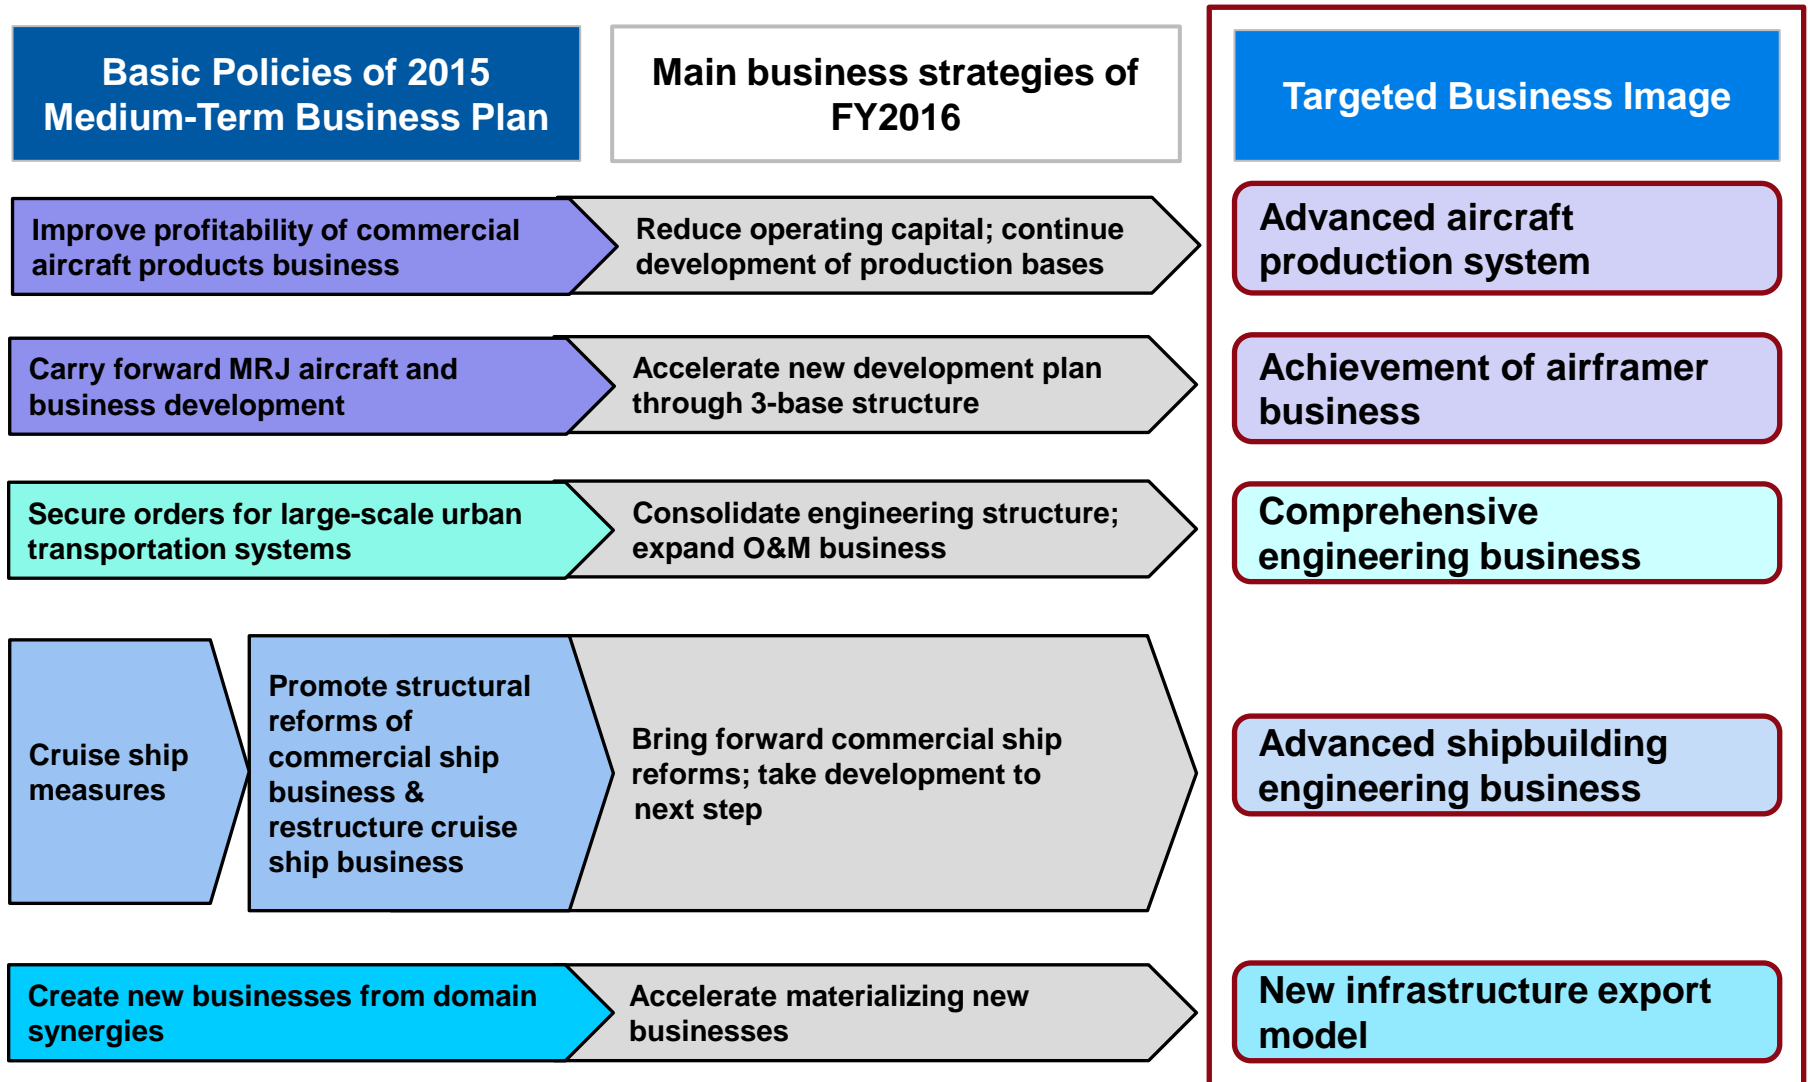 Basic Policies of 2015
Medium-Term Business Plan
Main business strategies of
FY2016
Targeted Business Image
Improve profitability of commercial
aircraft products business
Reduce operating capital; continue
development of production bases
Advanced aircraft
production system
Carry forward MRJ aircraft and
business development
Accelerate new development plan
through 3-base structure
Achievement of airframer
business
Secure orders for large-scale urban
transportation systems
Consolidate engineering structure;
expand O&M business
Comprehensive
engineering business
Cruise ship
measures
Promote structural
reforms of
commercial ship
business &
restructure cruise
ship business
Bring forward commercial ship
reforms; take development to
next step
Advanced shipbuilding
engineering business
Create new businesses from domain
synergies
Accelerate materializing new
businesses
New infrastructure export
model